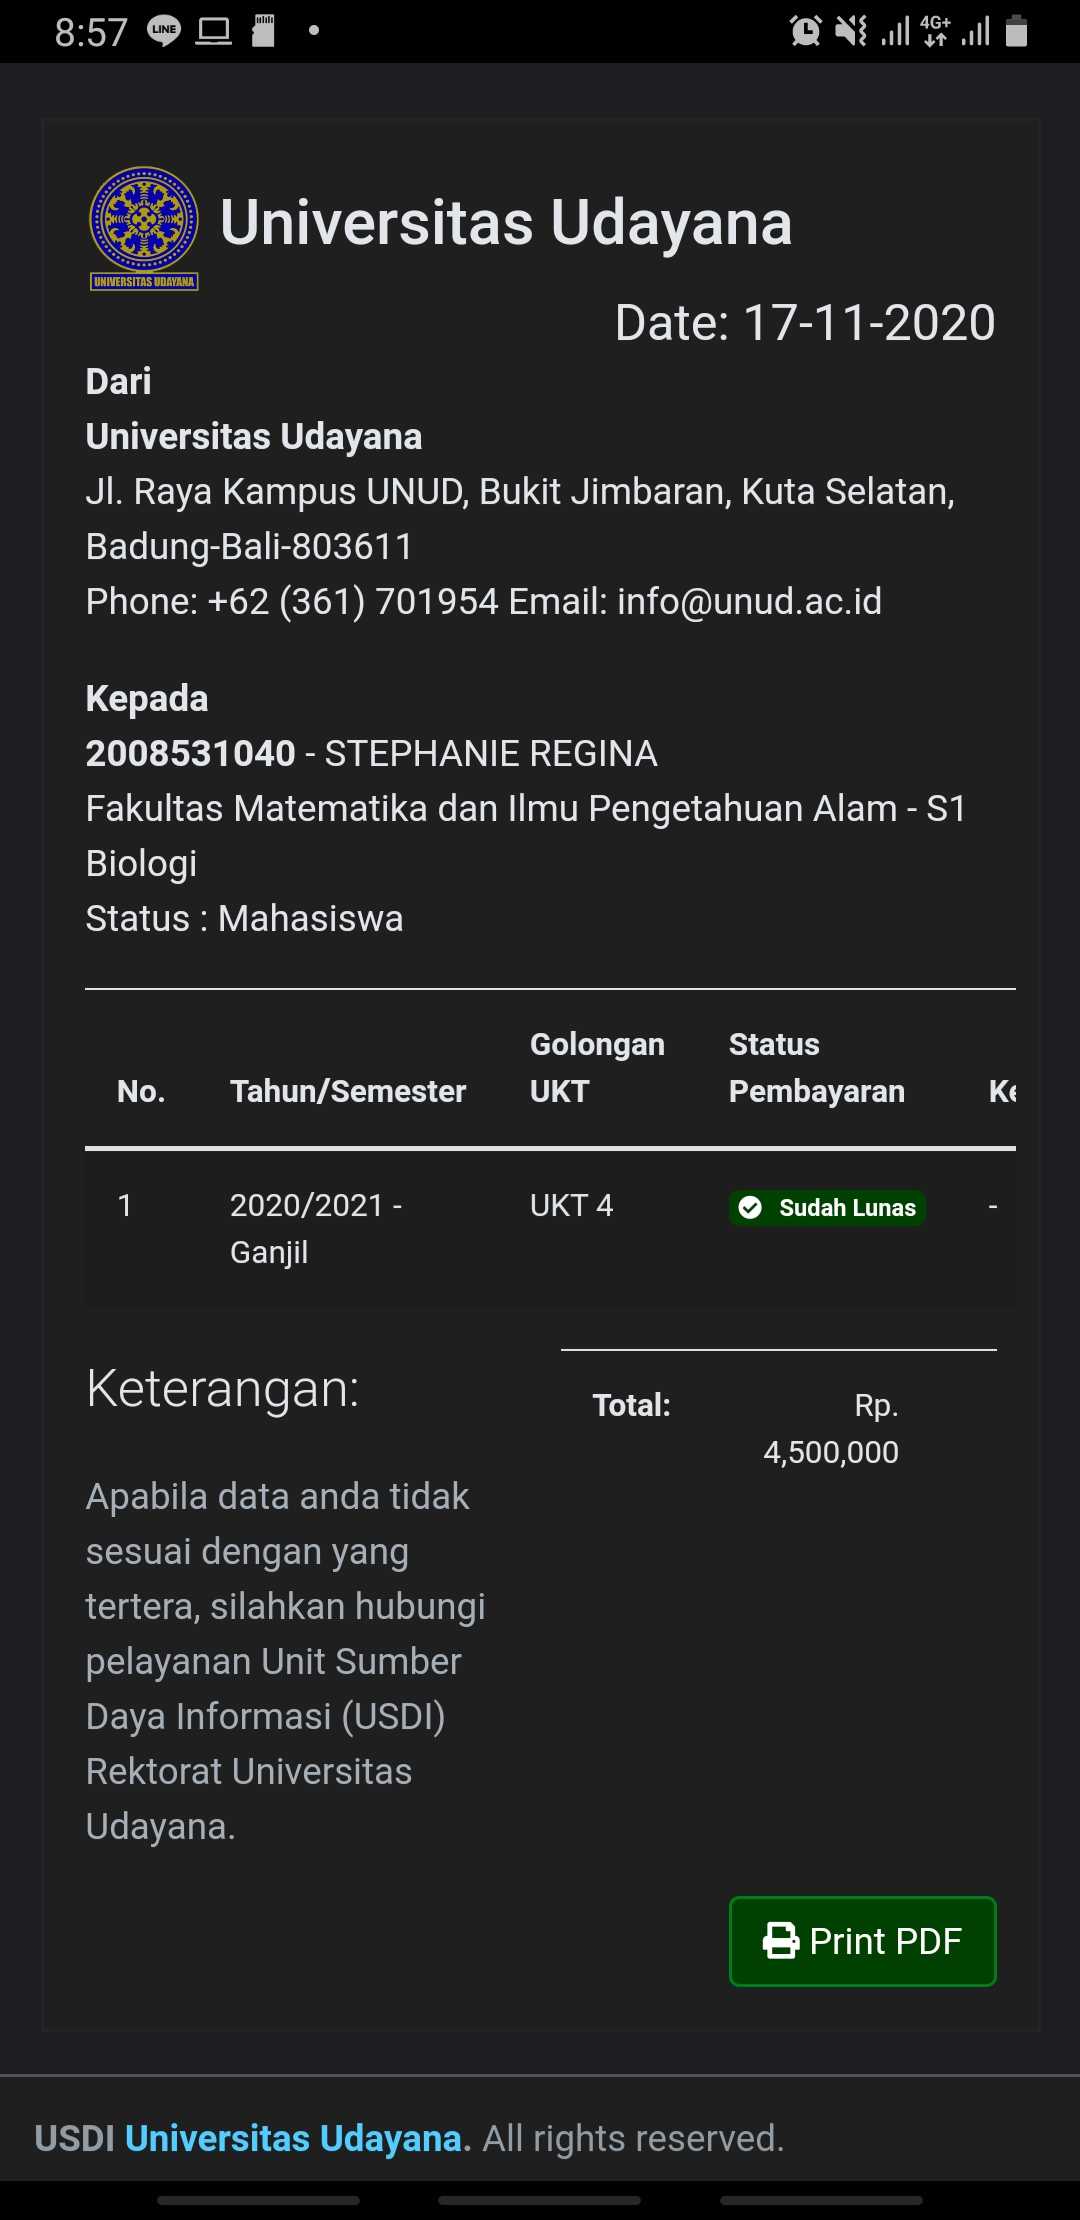 8:57 LINE 4G+
UNIVERSITAS UDAYANA
Universitas Udayana
Date: 17-11-2020
Dari
Universitas Udayana
Jl. Raya Kampus UNUD, Bukit Jimbaran, Kuta Selatan,
Badung-Bali-803611
Phone: +62 (361) 701954 Email: info@unud.ac.id
Kepada
2008531040 - STEPHANIE REGINA
Fakultas Matematika dan Ilmu Pengetahuan Alam - S1
Biologi
Status : Mahasiswa
No. Tahun/Semester Golongan UKT Status Pembayaran Ke
1 2020/2021 - Ganjil UKT 4 Sudah Lunas -
Keterangan:
Total: Rp. 4,500,000
Apabila data anda tidak
sesuai dengan yang
tertera, silahkan hubungi
pelayanan Unit Sumber
Daya Informasi (USDI)
Rektorat Universitas
Udayana.
Print PDF
USDI Universitas Udayana. All rights reserved.